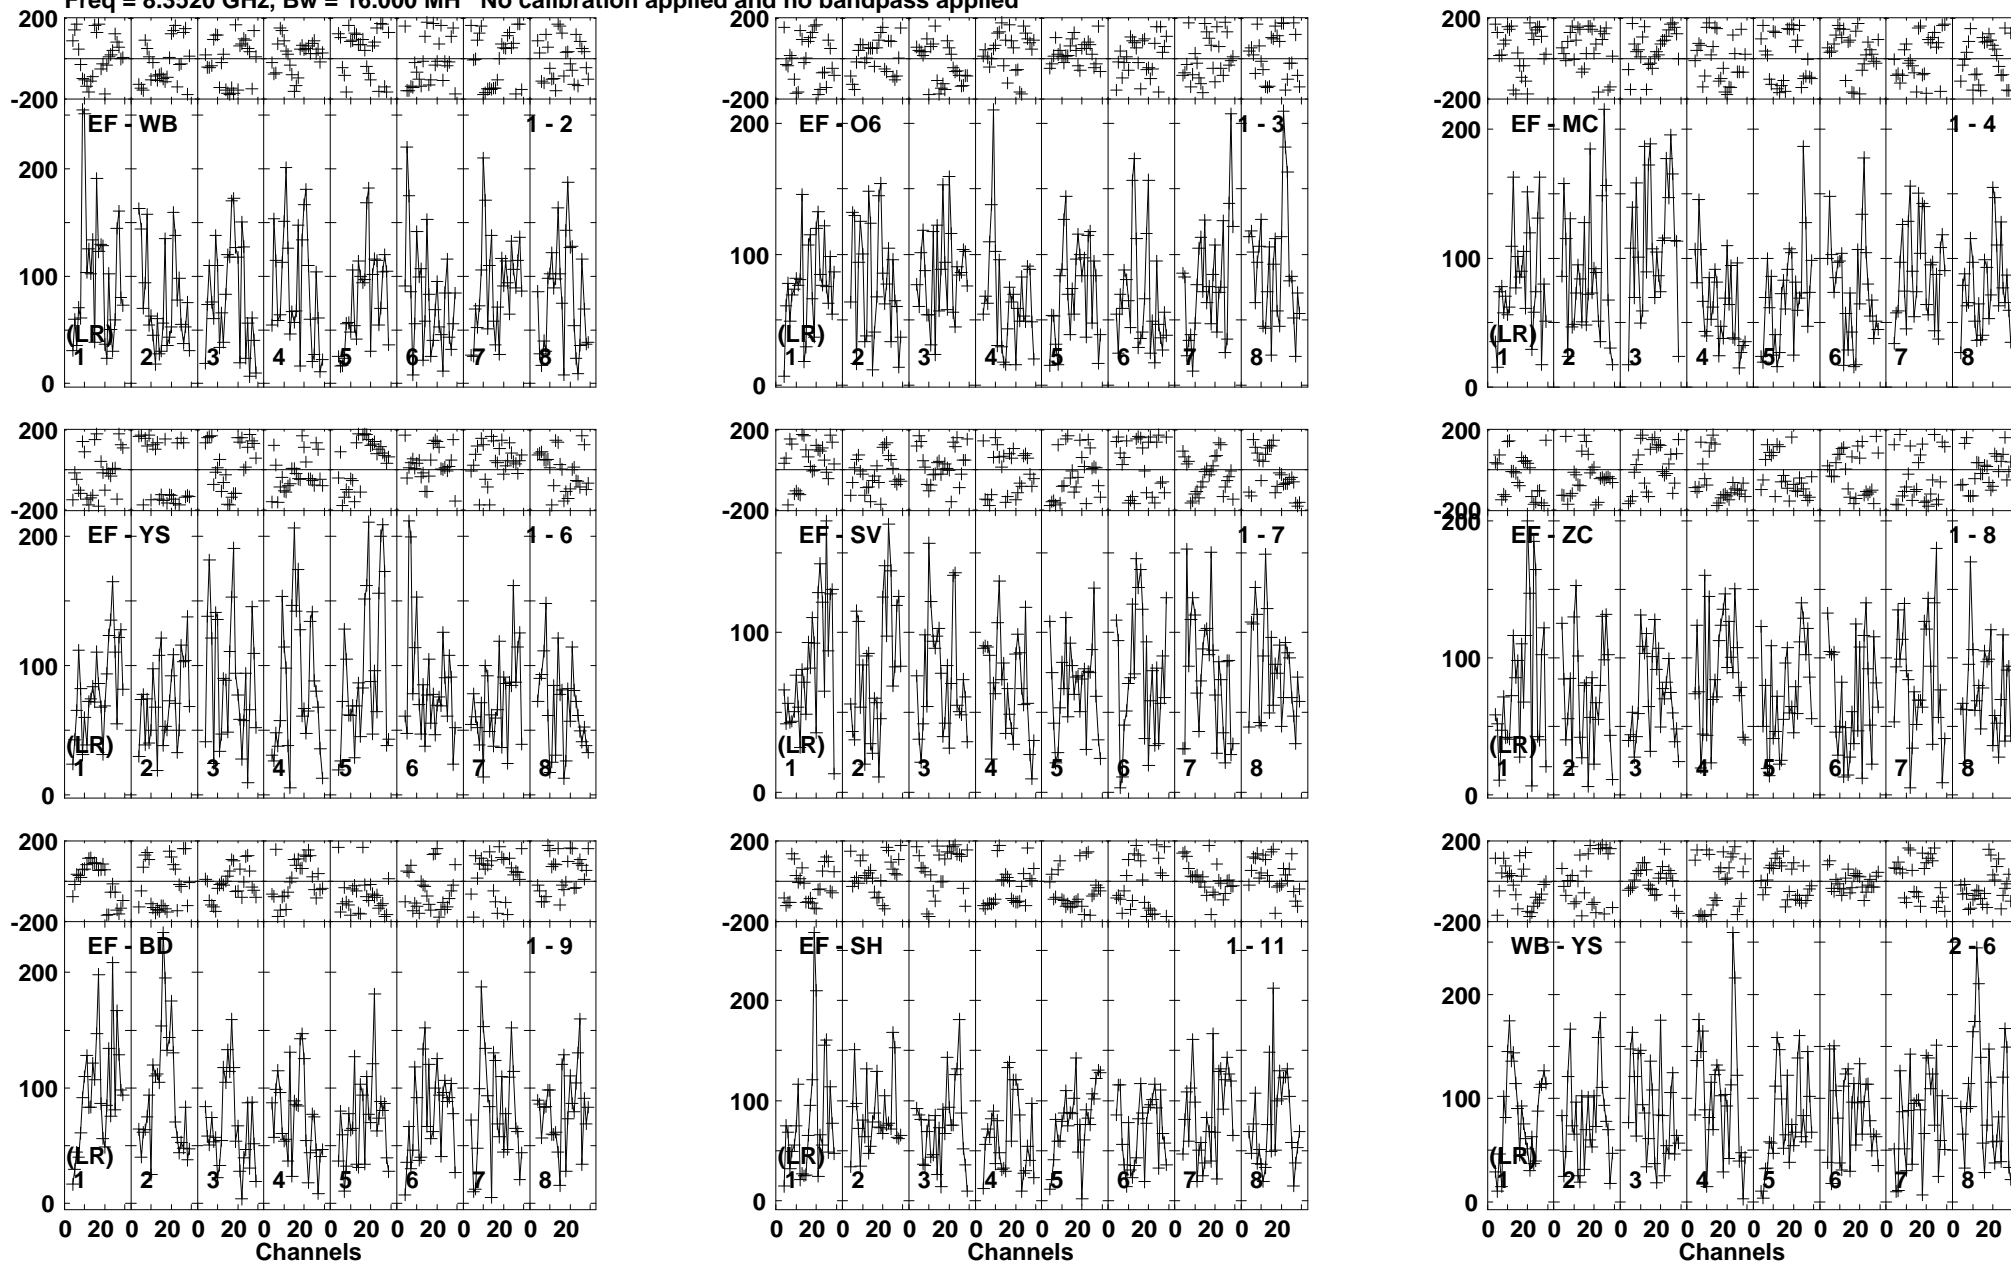 Freq = 8.3520 GHz, Bw = 16.000 MH No calibration applied and no bandpass applied
200 200 200
-200 -200 -200
EF - WB 1 - 2 EF - O6 1 - 3 EF - MC 1 - 4
200 200 200
100 100 100
(LR) (LR) (LR)
1 2 3 4 5 6 7 8 1 2 3 4 5 6 7 8 1 2 3 4 5 6 7 8
0 0 0
200 200 200
-200 -200 -200
EF - YS 1 - 6 EF - SV 1 - 7 EF - ZC 1 - 8
200 200
100 100 100
(LR) (LR) (LR)
1 2 3 4 5 6 7 8 1 2 3 4 5 6 7 8 1 2 3 4 5 6 7 8
0 0 0
200 200 200
-200 -200 -200
EF - BD 1 - 9 EF - SH 1 - 11 WB - YS 2 - 6
200 200 200
100 100 100
(LR) (LR) (LR)
1 2 3 4 5 6 7 8 1 2 3 4 5 6 7 8 1 2 3 4 5 6 7 8
0 0 0
0 20 0 20 0 20 0 20 0 20 0 20 0 20 0 20 0 20 0 20 0 20 0 20 0 20 0 20 0 20 0 20 0 20 0 20 0 20 0 20 0 20 0 20 0 20 0 20
Channels Channels Channels